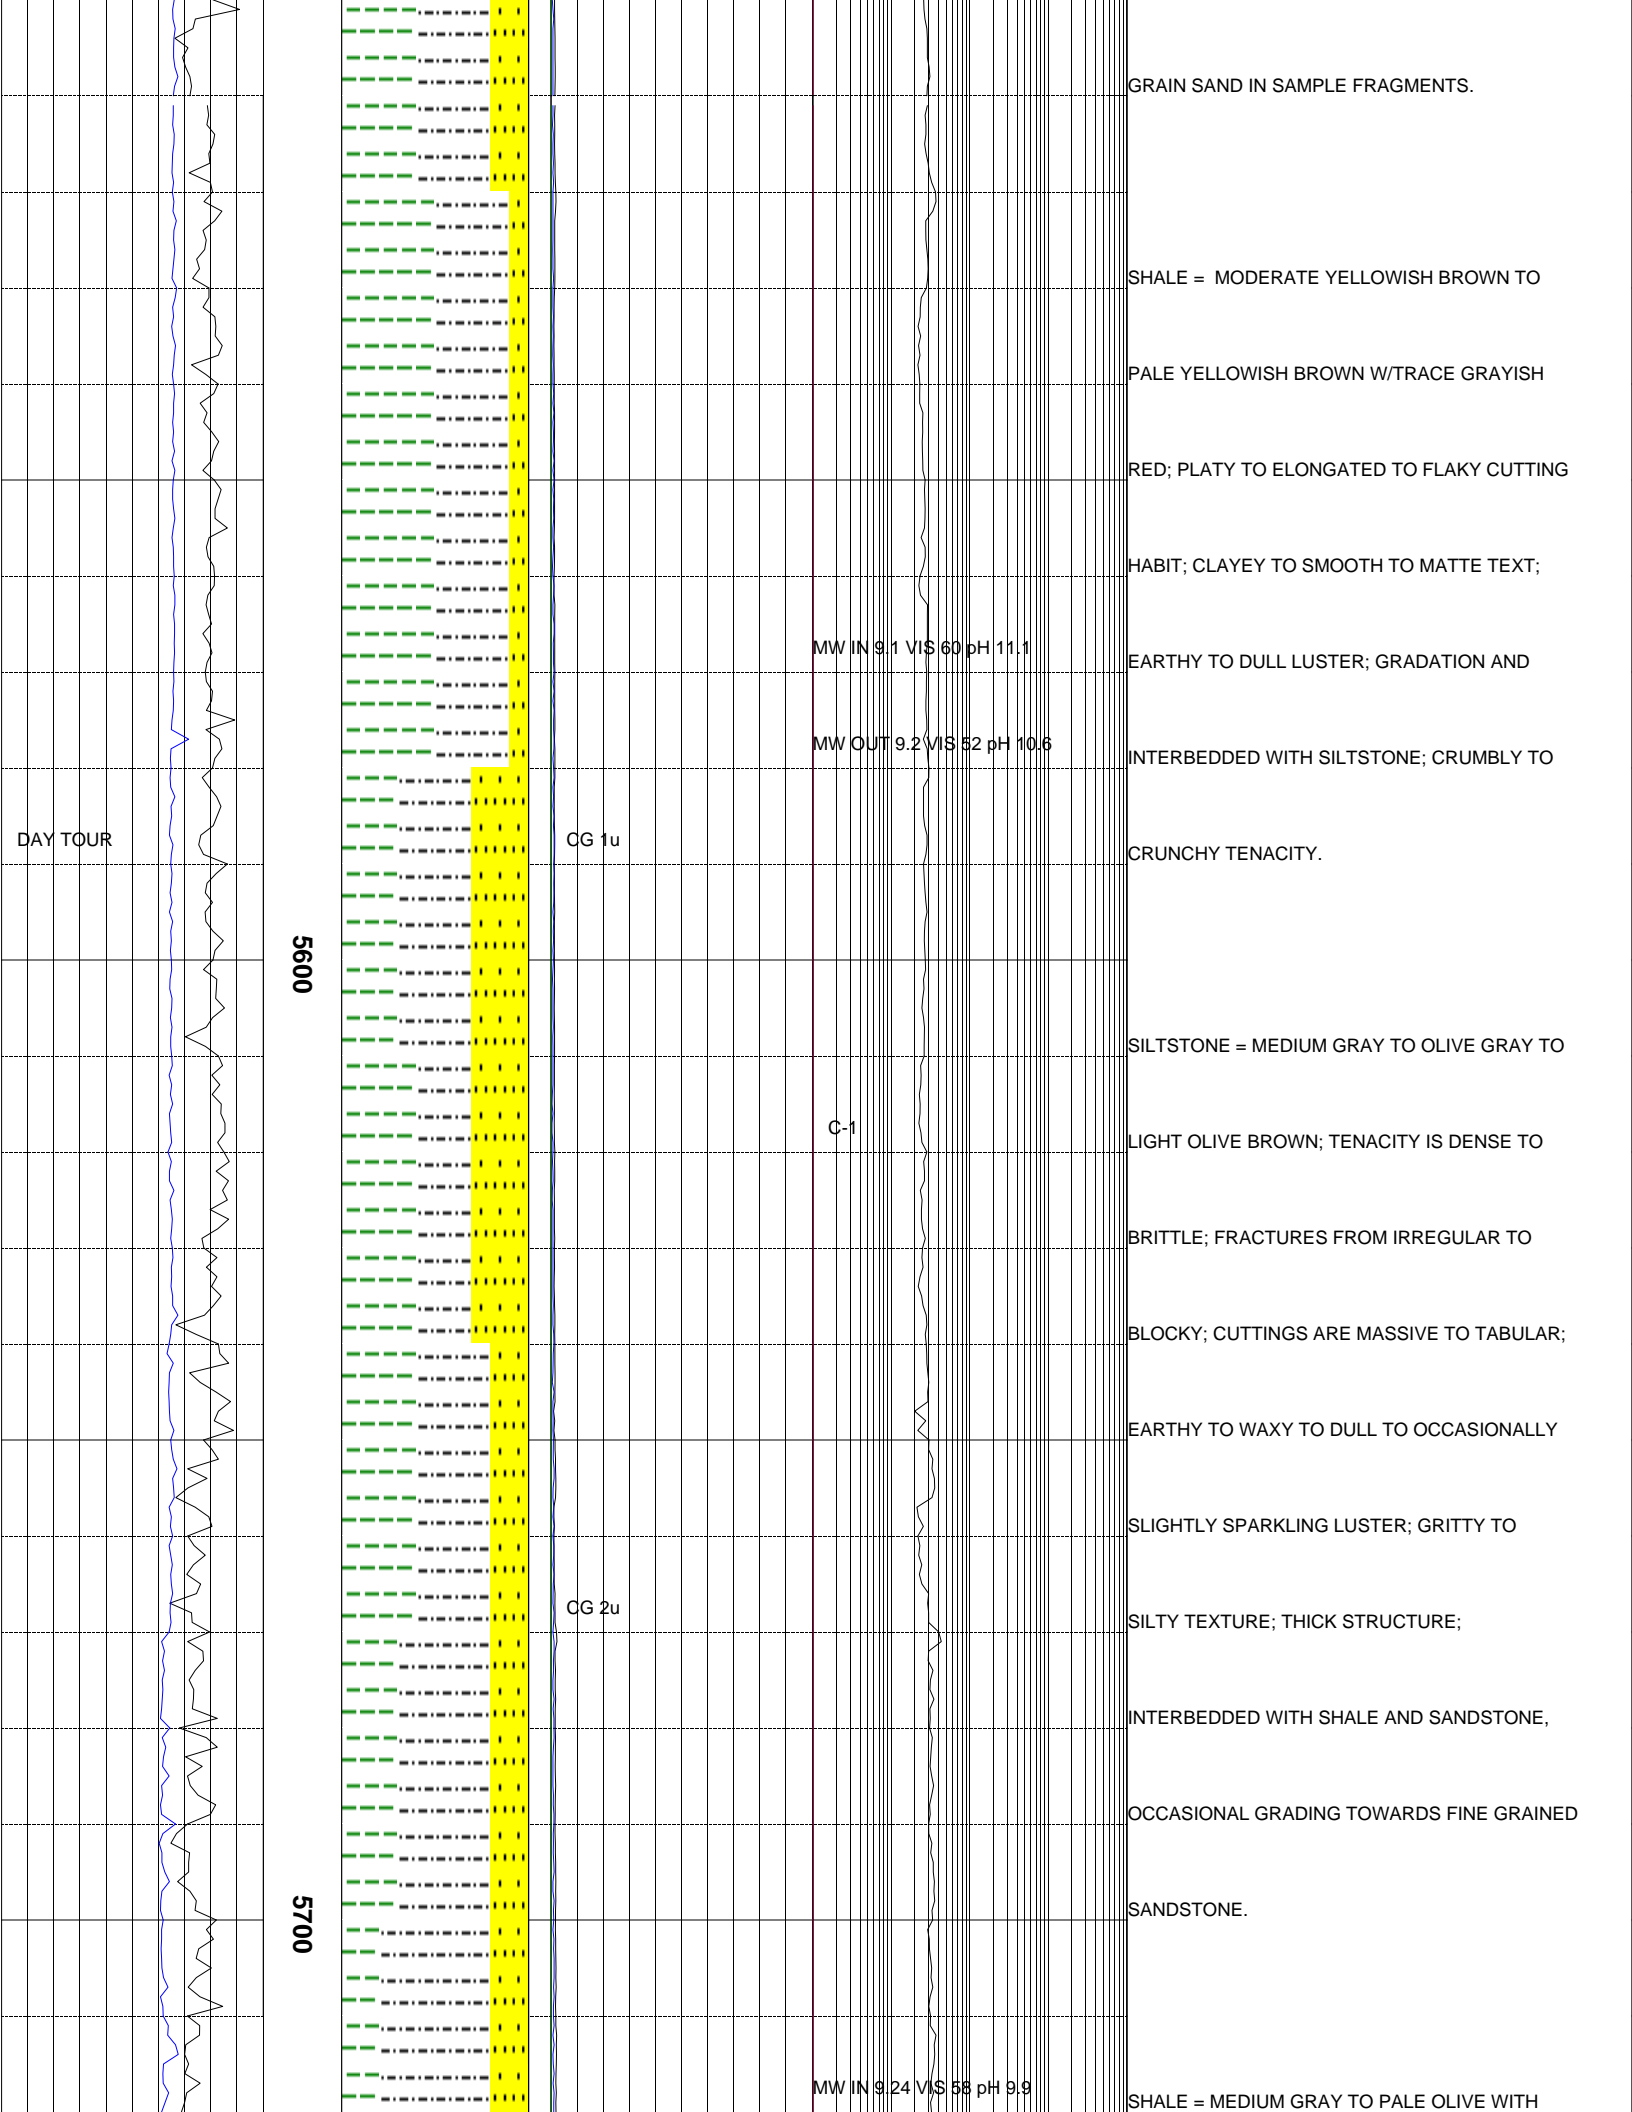 GRAIN SAND IN SAMPLE FRAGMENTS.
SHALE =  MODERATE YELLOWISH BROWN TO
PALE YELLOWISH BROWN W/TRACE GRAYISH
RED; PLATY TO ELONGATED TO FLAKY CUTTING
HABIT; CLAYEY TO SMOOTH TO MATTE TEXT;
MW IN 9.1 VIS 60 pH 11.1
EARTHY TO DULL LUSTER; GRADATION AND
MW OUT 9.2 VIS 52 pH 10.6
INTERBEDDED WITH SILTSTONE; CRUMBLY TO
DAY TOUR
CG 1u
CRUNCHY TENACITY.
5600
SILTSTONE = MEDIUM GRAY TO OLIVE GRAY TO
C-1
LIGHT OLIVE BROWN; TENACITY IS DENSE TO
BRITTLE; FRACTURES FROM IRREGULAR TO
BLOCKY; CUTTINGS ARE MASSIVE TO TABULAR;
EARTHY TO WAXY TO DULL TO OCCASIONALLY
SLIGHTLY SPARKLING LUSTER; GRITTY TO
CG 2u
SILTY TEXTURE; THICK STRUCTURE;
INTERBEDDED WITH SHALE AND SANDSTONE,
OCCASIONAL GRADING TOWARDS FINE GRAINED
SANDSTONE.
5700
MW IN 9.24 VIS 58 pH 9.9
SHALE = MEDIUM GRAY TO PALE OLIVE WITH